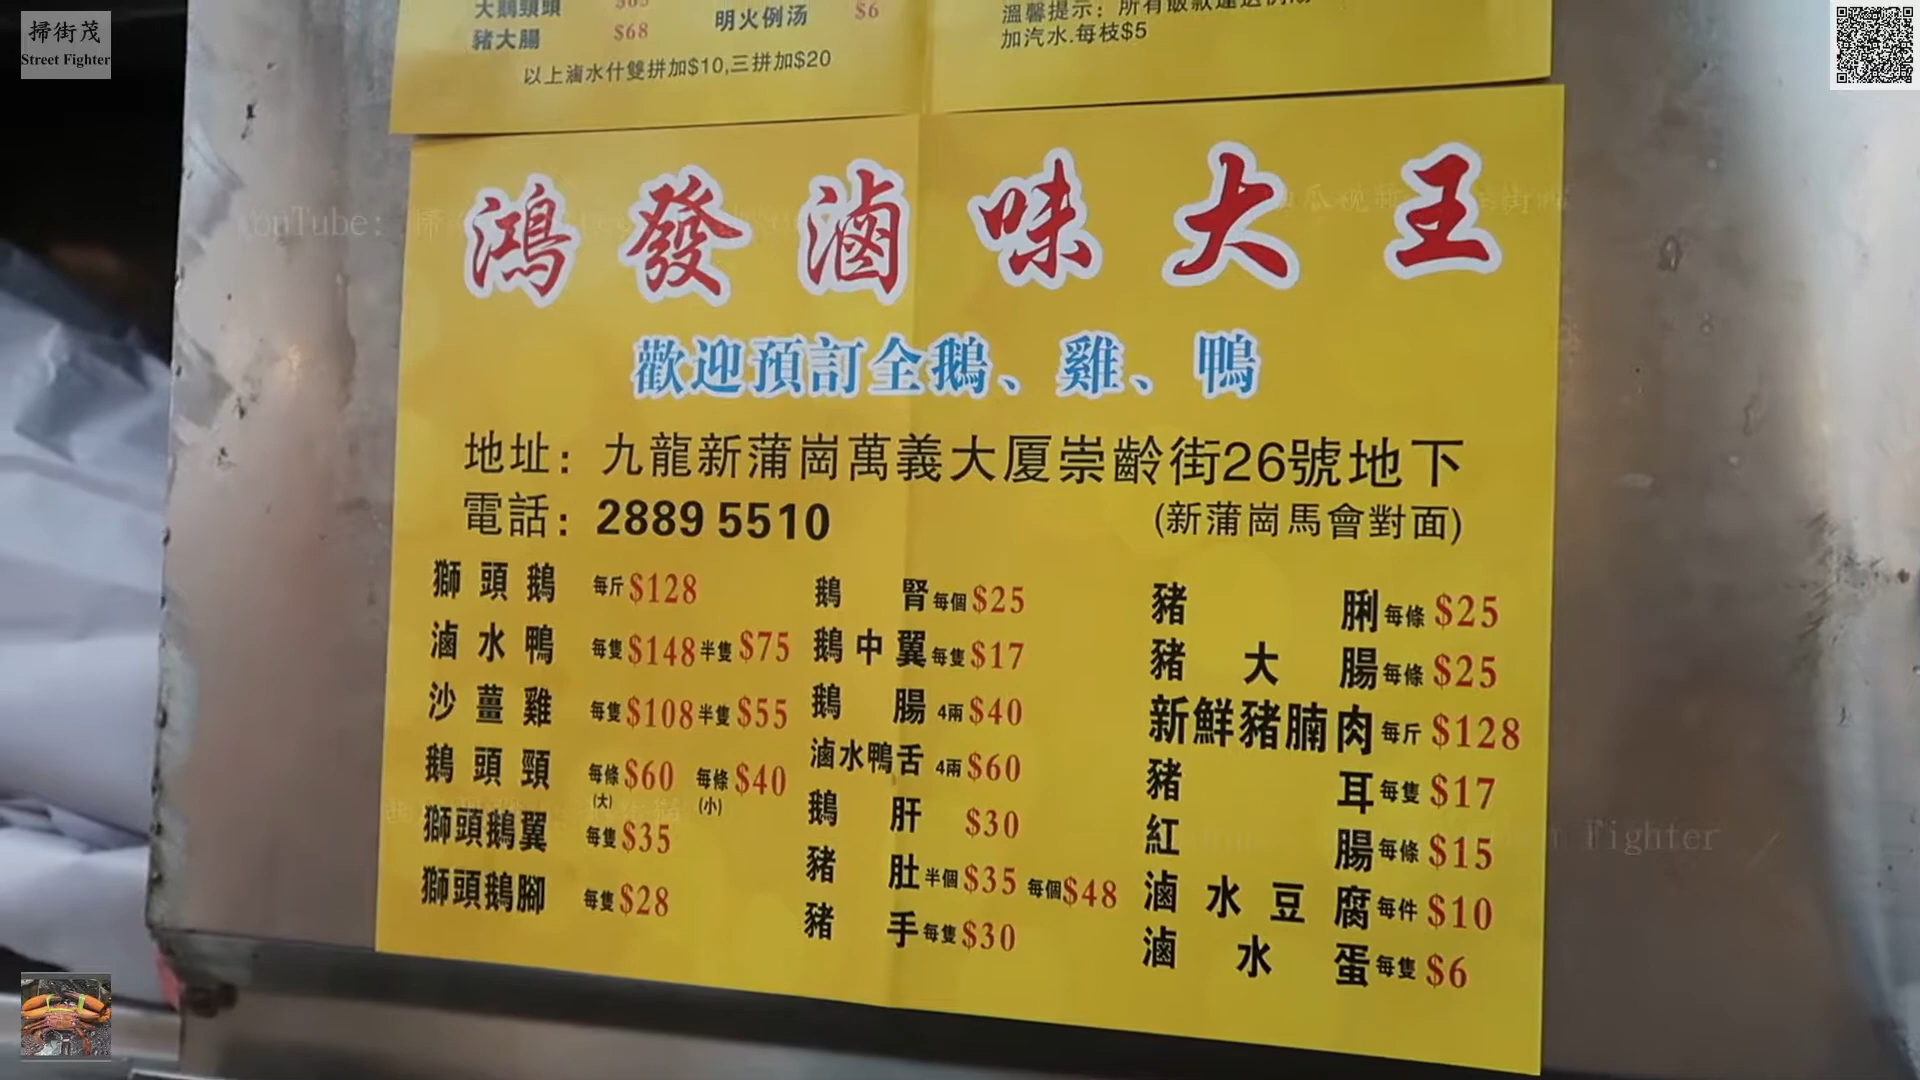 掃街茂
Street Fighter
大鵝頸頭 $65
豬大腸 $68
明火例汤 $6
以上滷水什雙拼加$10,三拼加$20
加汽水.每枝$5
鴻發滷味大王
歡迎預訂全鵝、雞、鴨
地址：九龍新蒲崗萬義大厦崇齡街26號地下
電話：2889 5510 (新蒲崗馬會對面)
獅頭鵝 每斤$128
滷水鴨 每隻$148 半隻$75
沙薑雞 每隻$108 半隻$55
鵝頭頸 每條(大)$60 每條(小)$40
獅頭鵝翼 每隻$35
獅頭鵝腳 每隻$28
鵝腎 每個$25
鵝中翼 每隻$17
鵝腸 4兩$40
滷水鴨舌 4兩$60
鵝肝 $30
豬肚 半個$35 每個$48
豬手 每隻$30
豬脷 每條$25
豬大腸 每條$25
新鮮豬腩肉 每斤$128
豬耳 每隻$17
紅腸 每條$15
滷水豆腐 每件$10
滷水蛋 每隻$6